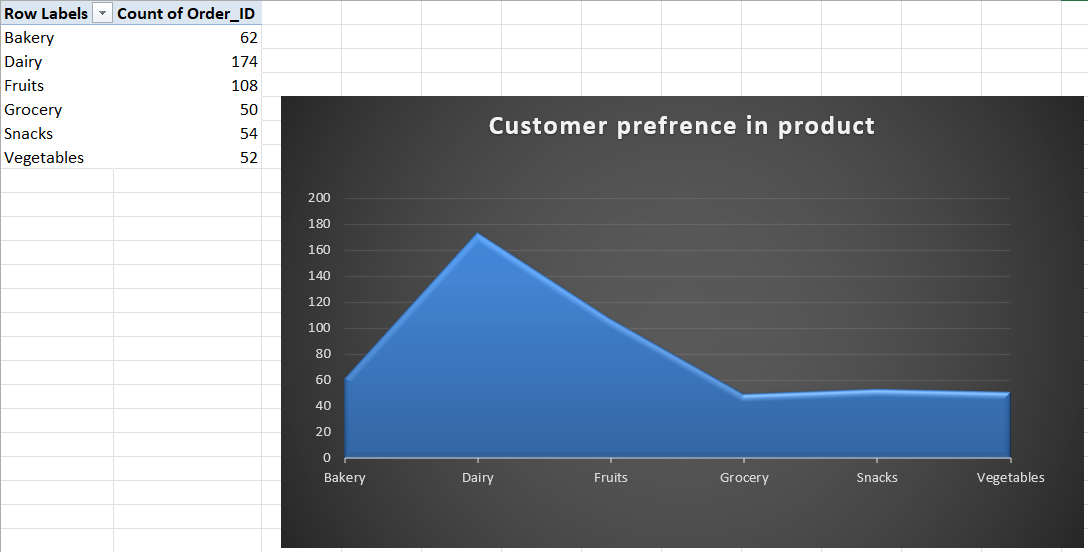 Row Labels Count of Order_ID
Bakery 62
Dairy 174
Fruits 108
Grocery 50
Snacks 54
Vegetables 52
Customer prefrence in product
200
180
160
140
120
100
80
60
40
20
0
Bakery Dairy Fruits Grocery Snacks Vegetables